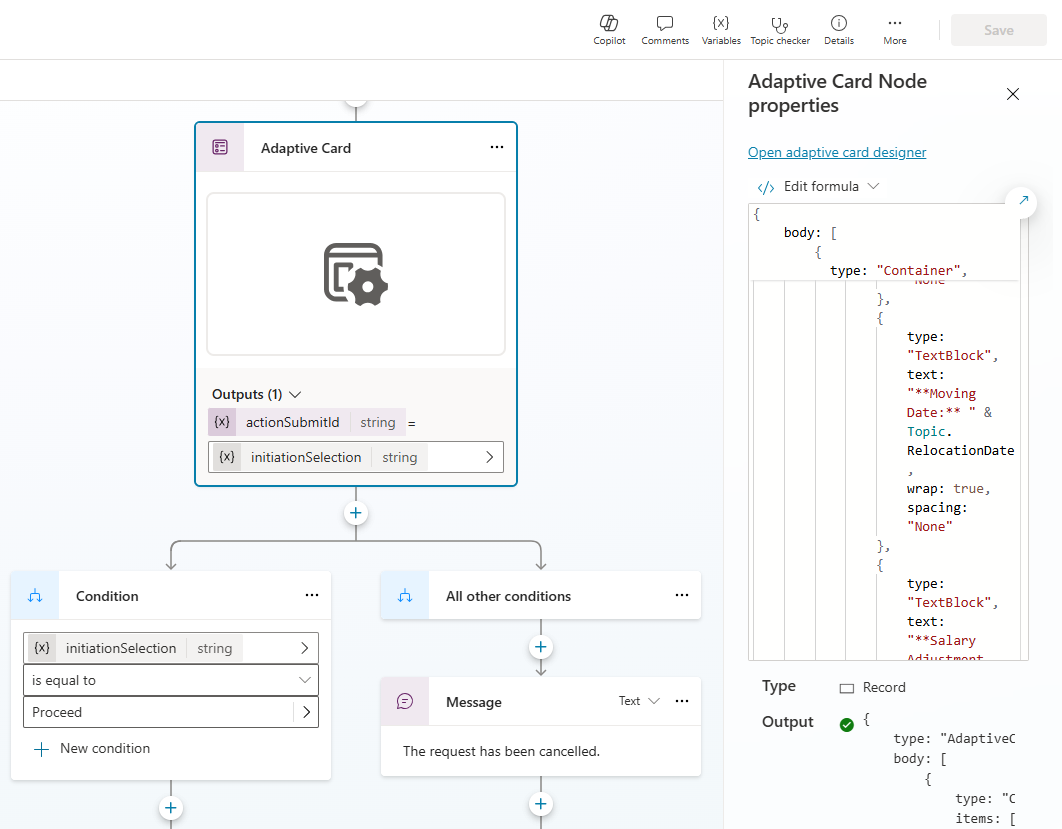 Copilot
Comments
Variables
Topic checker
Details
More
Save
Adaptive Card
Outputs (1)
{x} actionSubmitId string =
{x} initiationSelection string
Condition
{x} initiationSelection string
is equal to
Proceed
New condition
All other conditions
Message Text
The request has been cancelled.
Adaptive Card Node
properties
Open adaptive card designer
</> Edit formula
{
body: [
{
type: "Container",
"None"
},
{
type:
"TextBlock",
text:
"**Moving
Date:** " &
Topic.
RelocationDate
,
wrap: true,
spacing:
"None"
},
{
type:
"TextBlock",
text:
"**Salary
Adjustment
Type Record
Output {
type: "AdaptiveC
body: [
{
type: "C
items: [